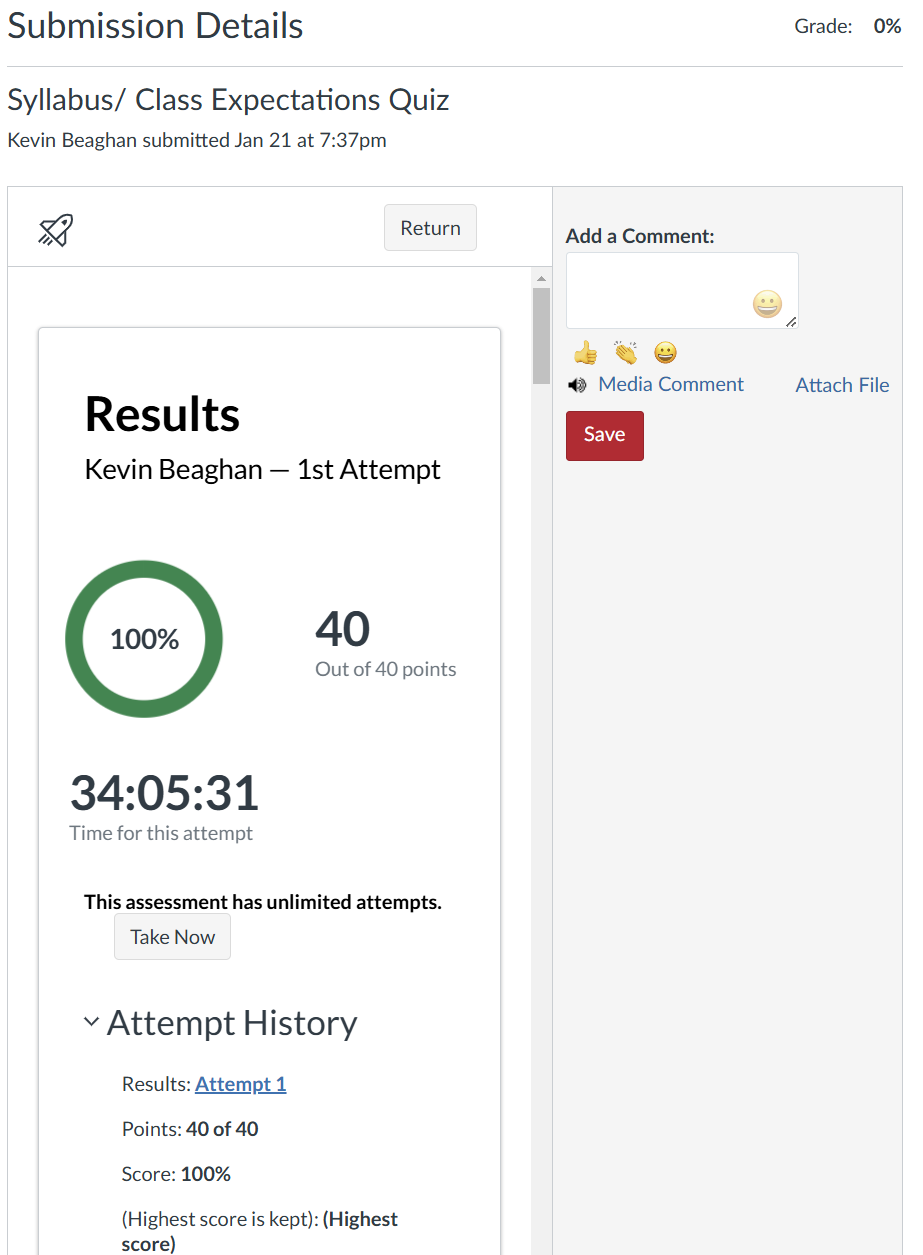 Submission Details
Grade: 0%
Syllabus/ Class Expectations Quiz
Kevin Beaghan submitted Jan 21 at 7:37pm
Return
Add a Comment:
Media Comment
Attach File
Save
Results
Kevin Beaghan — 1st Attempt
100%
40
Out of 40 points
34:05:31
Time for this attempt
This assessment has unlimited attempts.
Take Now
Attempt History
Results: Attempt 1
Points: 40 of 40
Score: 100%
(Highest score is kept): (Highest
score)